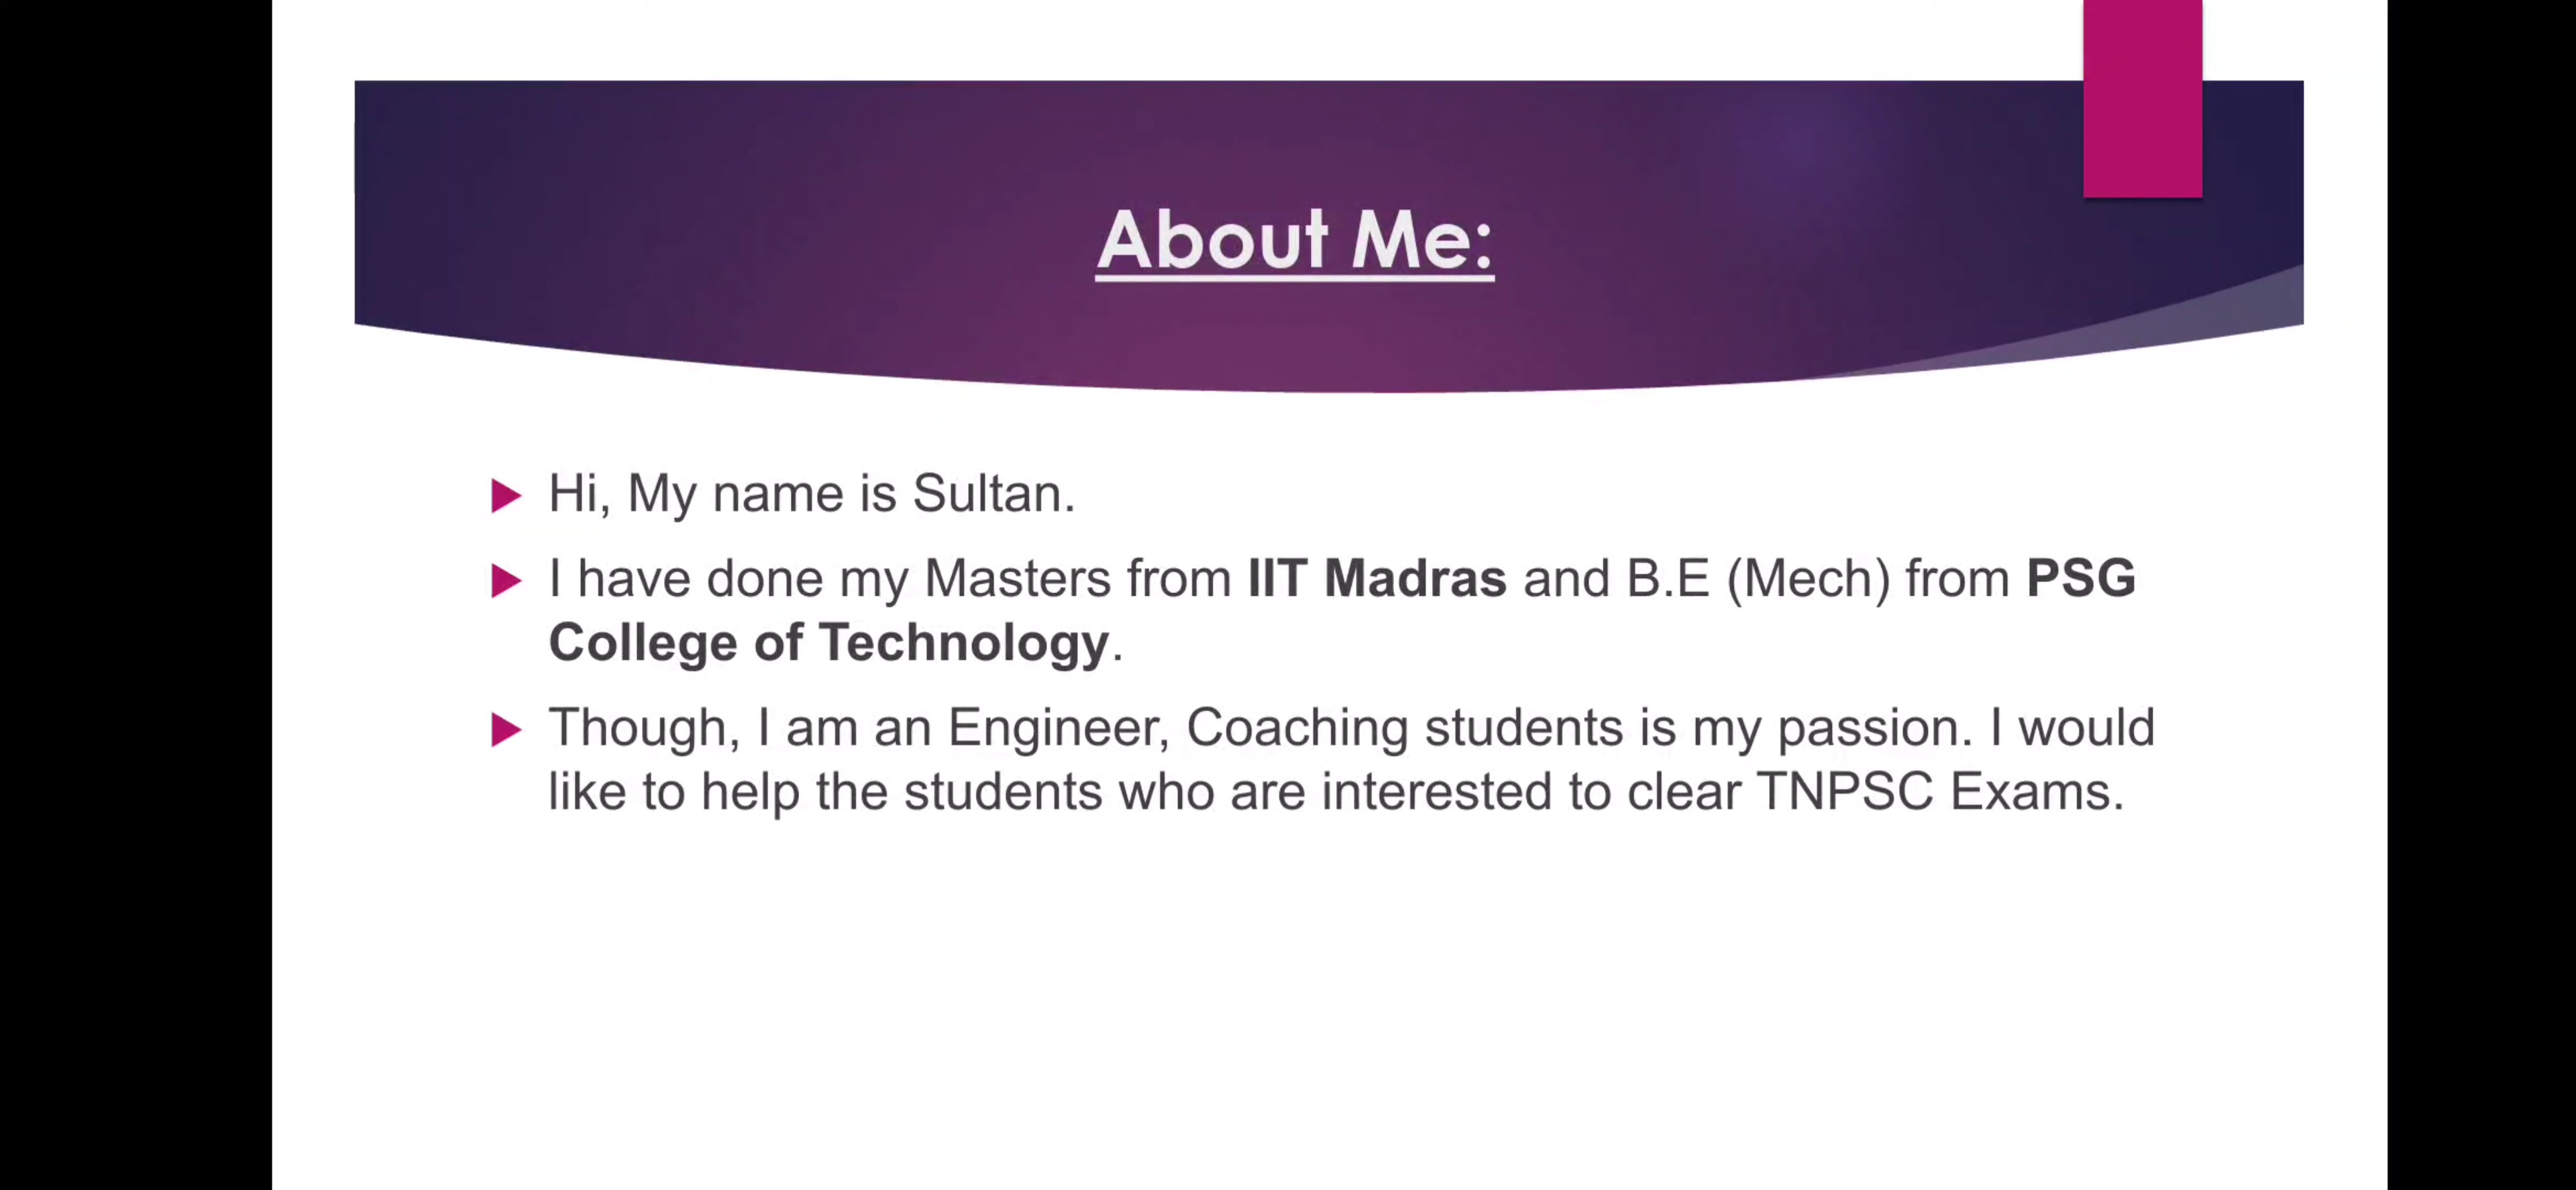 About Me:
Hi, My name is Sultan.
I have done my Masters from IIT Madras and B.E (Mech) from PSG
College of Technology.
Though, I am an Engineer, Coaching students is my passion. I would
like to help the students who are interested to clear TNPSC Exams.